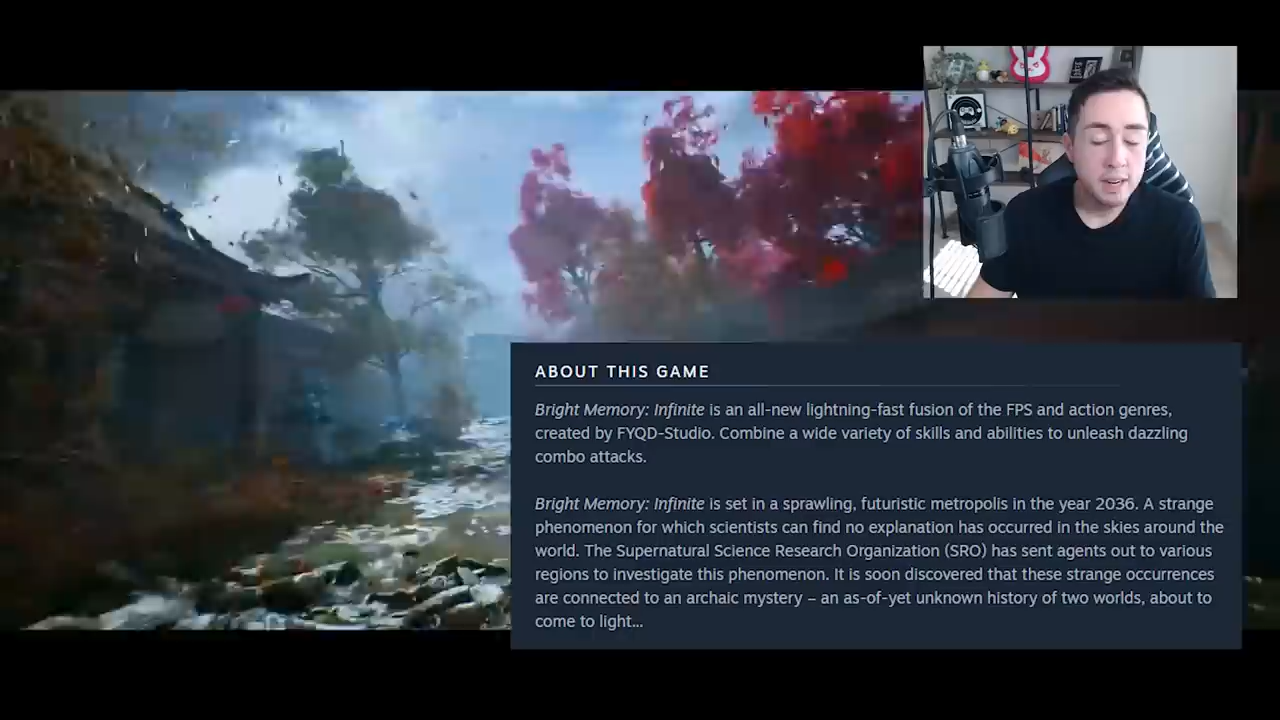 ABOUT THIS GAME
Bright Memory: Infinite is an all-new lightning-fast fusion of the FPS and action genres,
created by FYQD-Studio. Combine a wide variety of skills and abilities to unleash dazzling
combo attacks.
Bright Memory: Infinite is set in a sprawling, futuristic metropolis in the year 2036. A strange
phenomenon for which scientists can find no explanation has occurred in the skies around the
world. The Supernatural Science Research Organization (SRO) has sent agents out to various
regions to investigate this phenomenon. It is soon discovered that these strange occurrences
are connected to an archaic mystery – an as-of-yet unknown history of two worlds, about to
come to light...